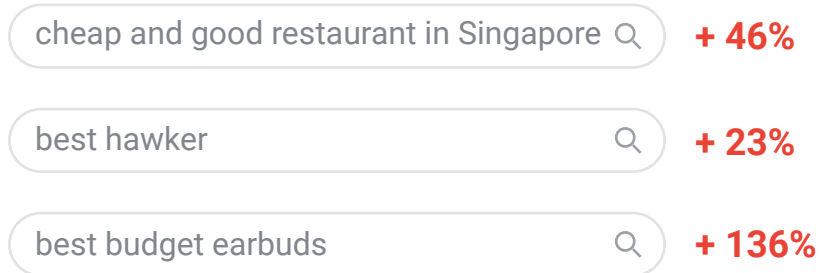 cheap and good restaurant in Singapore + 46%
best hawker + 23%
best budget earbuds + 136%